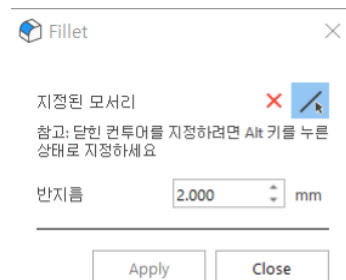 Fillet
지정된 모서리
참고: 닫힌 컨투어를 지정하려면 Alt 키를 누른
상태로 지정하세요
반지름 2.000 mm
Apply Close